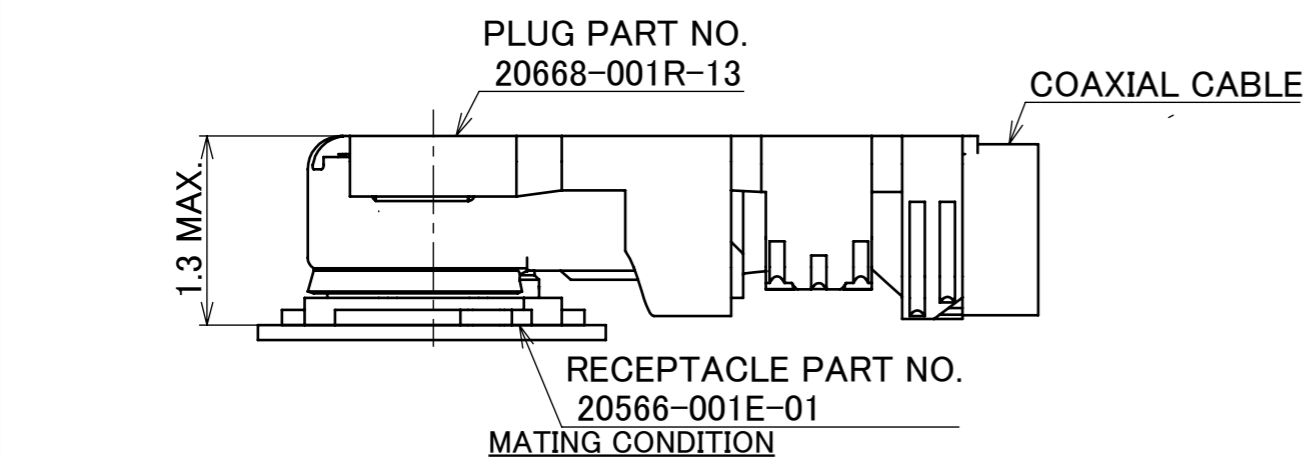 PLUG PART NO.
20668-001R-13
COAXIAL CABLE
1.3 MAX.
RECEPTACLE PART NO.
20566-001E-01
MATING CONDITION